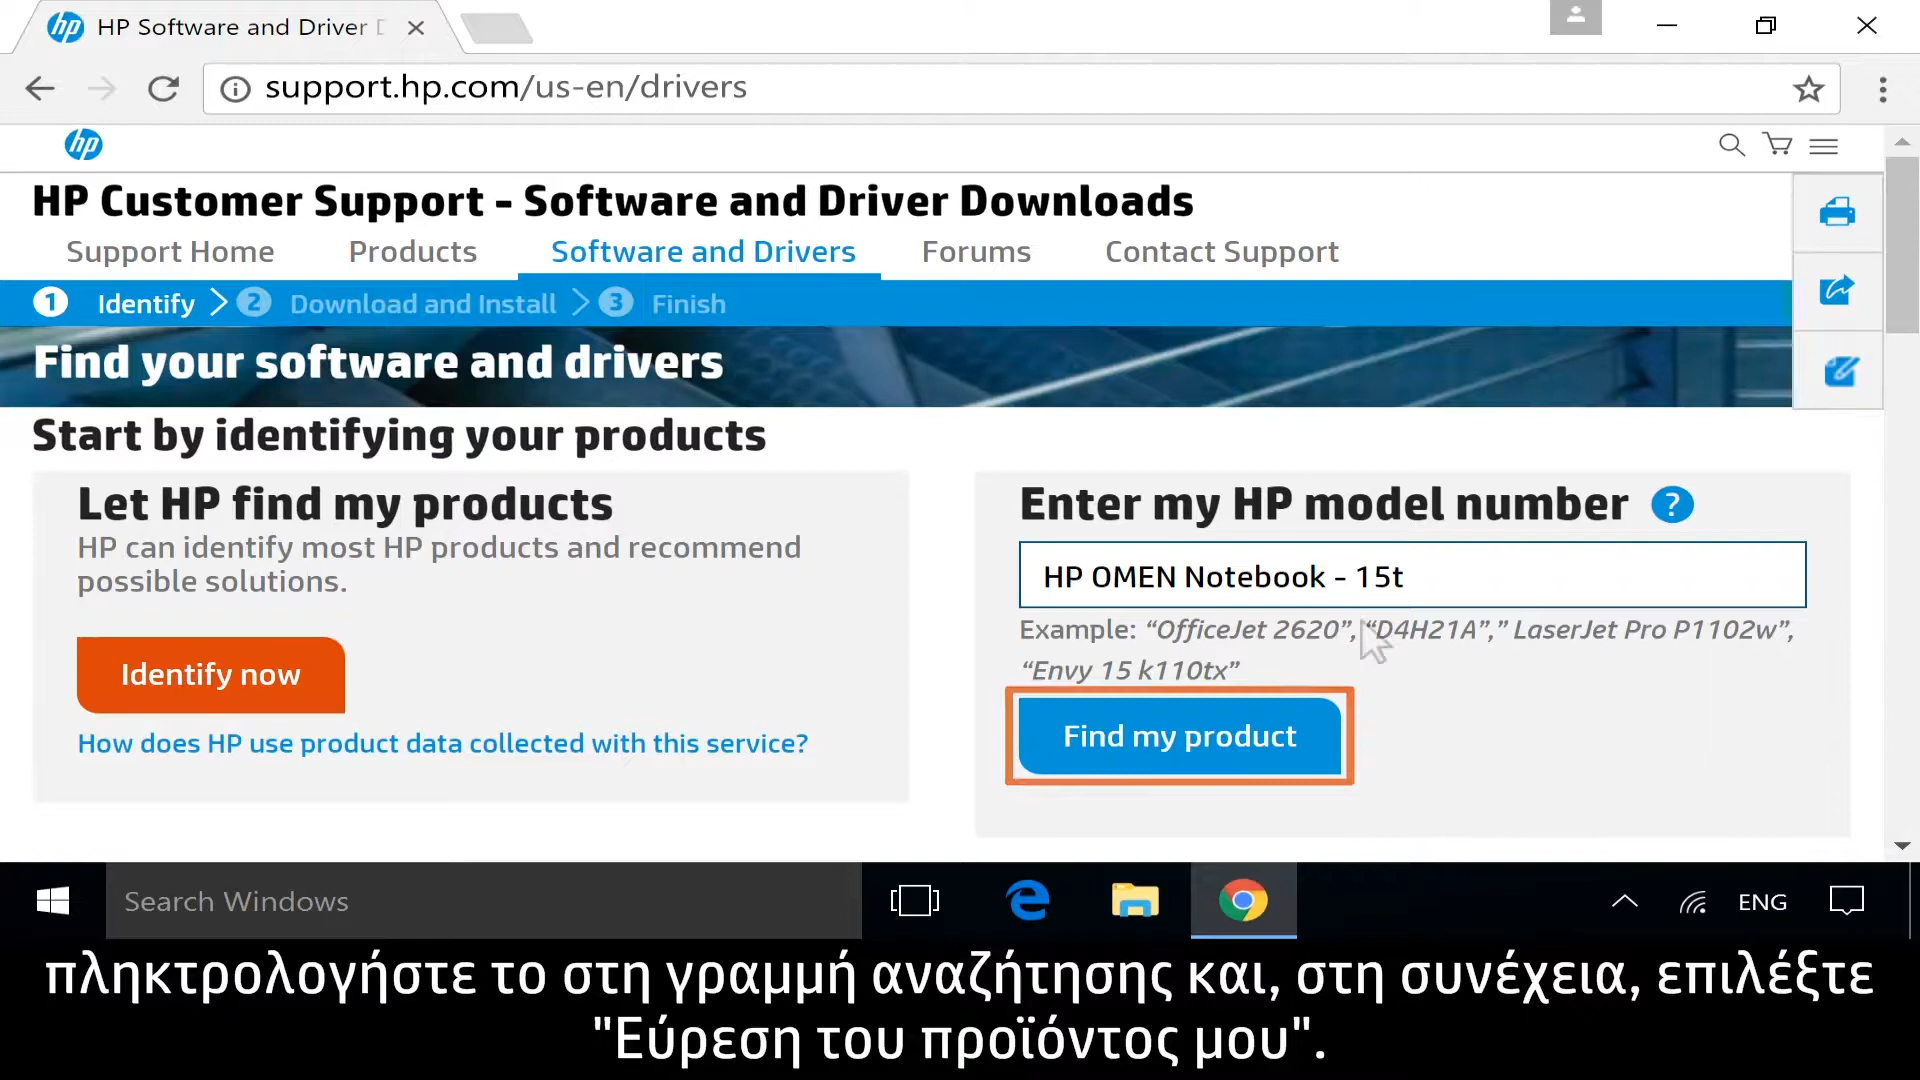 HP Software and Driver D
support.hp.com/us-en/drivers
hp
HP Customer Support - Software and Driver Downloads
Support Home Products Software and Drivers Forums Contact Support
1 Identify 2 Download and Install 3 Finish
Find your software and drivers
Start by identifying your products
Let HP find my products
HP can identify most HP products and recommend
possible solutions.
Identify now
How does HP use product data collected with this service?
Enter my HP model number ?
HP OMEN Notebook - 15t
Example: “OfficeJet 2620”, “D4H21A”,” LaserJet Pro P1102w”,
“Envy 15 k110tx”
Find my product
Search Windows
ENG
πληκτρολογήστε το στη γραμμή αναζήτησης και, στη συνέχεια, επιλέξτε
"Εύρεση του προϊόντος μου".